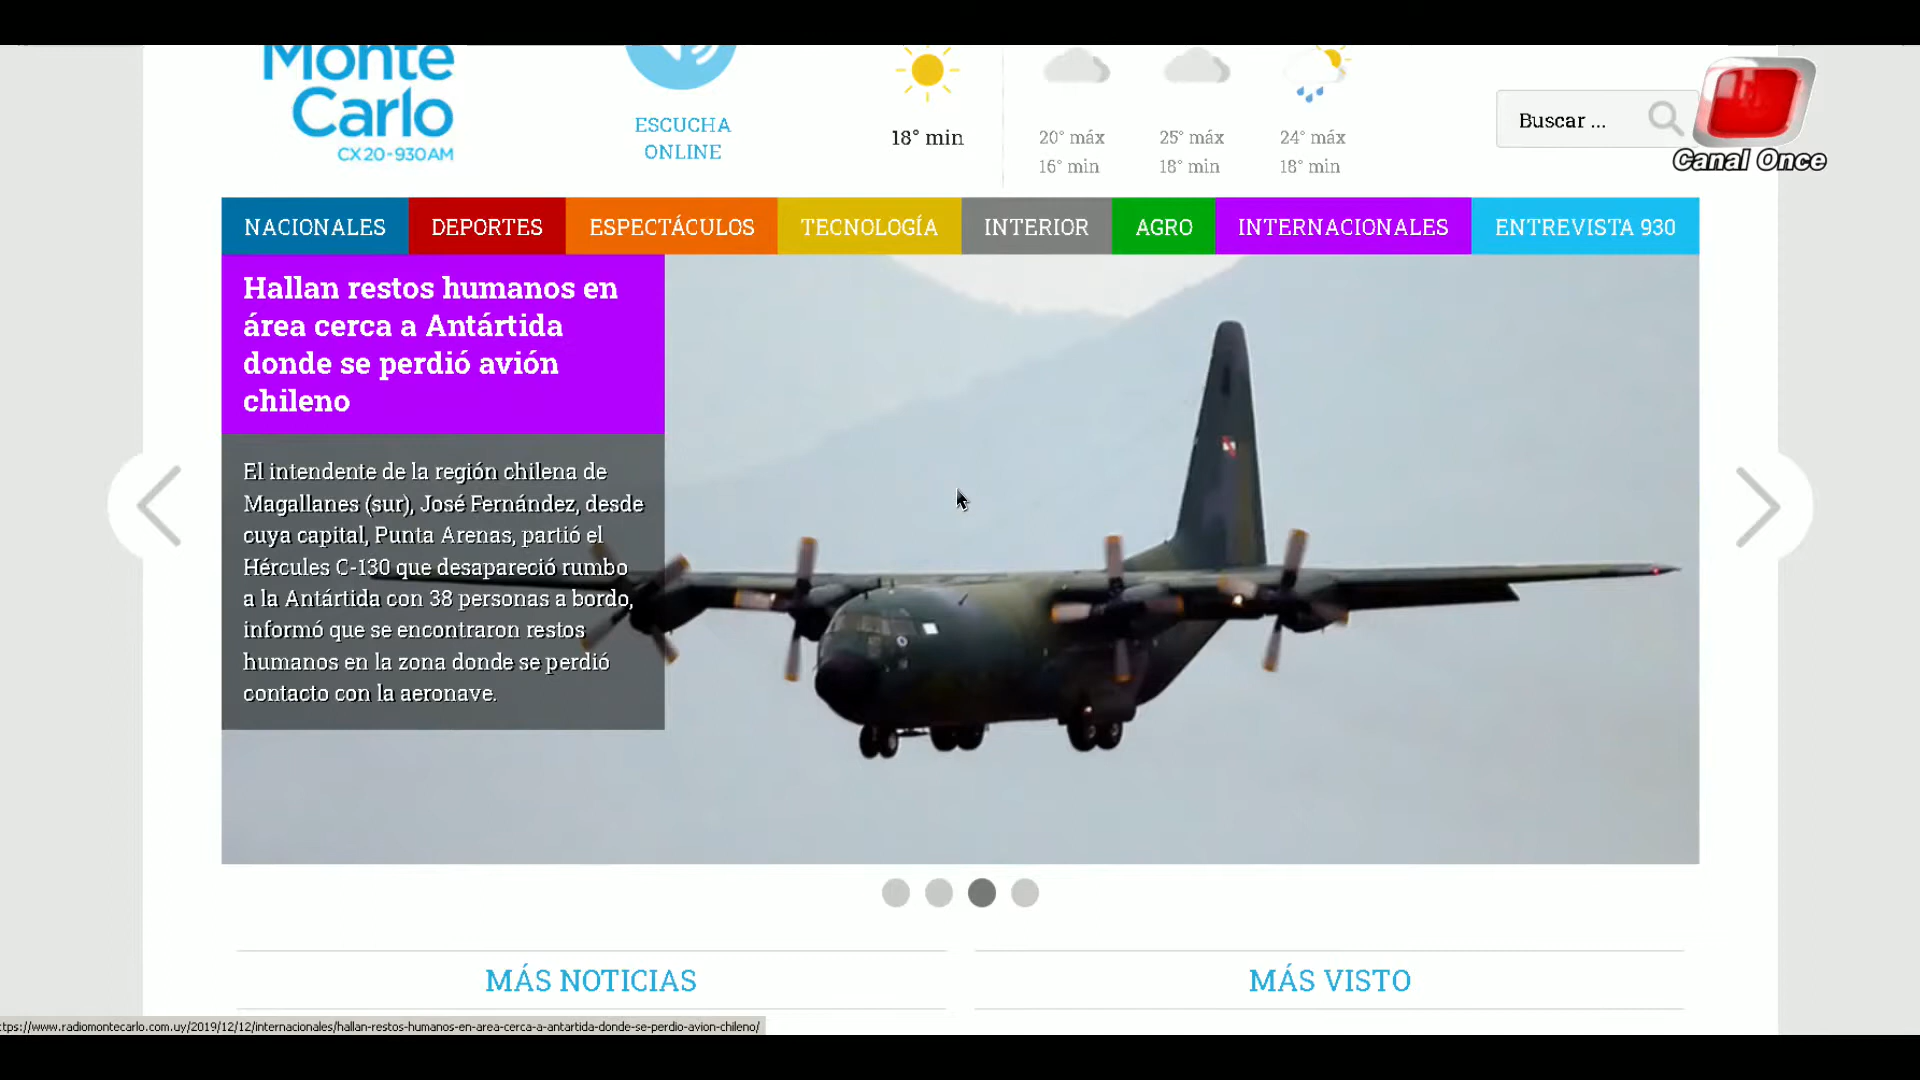 Monte
Carlo
CX20-930AM
ESCUCHA
ONLINE
18° min
20° máx
16° min
25° máx
18° min
24° máx
18° min
Buscar ...
Canal Once
NACIONALES DEPORTES ESPECTÁCULOS TECNOLOGÍA INTERIOR AGRO INTERNACIONALES ENTREVISTA 930
Hallan restos humanos en
área cerca a Antártida
donde se perdió avión
chileno
El intendente de la región chilena de
Magallanes (sur), José Fernández, desde
cuya capital, Punta Arenas, partió el
Hércules C-130 que desapareció rumbo
a la Antártida con 38 personas a bordo,
informó que se encontraron restos
humanos en la zona donde se perdió
contacto con la aeronave.
MÁS NOTICIAS
MÁS VISTO
tps://www.radiomontecarlo.com.uy/2019/12/12/internacionales/hallan-restos-humanos-en-area-cerca-a-antartida-donde-se-perdio-avion-chileno/